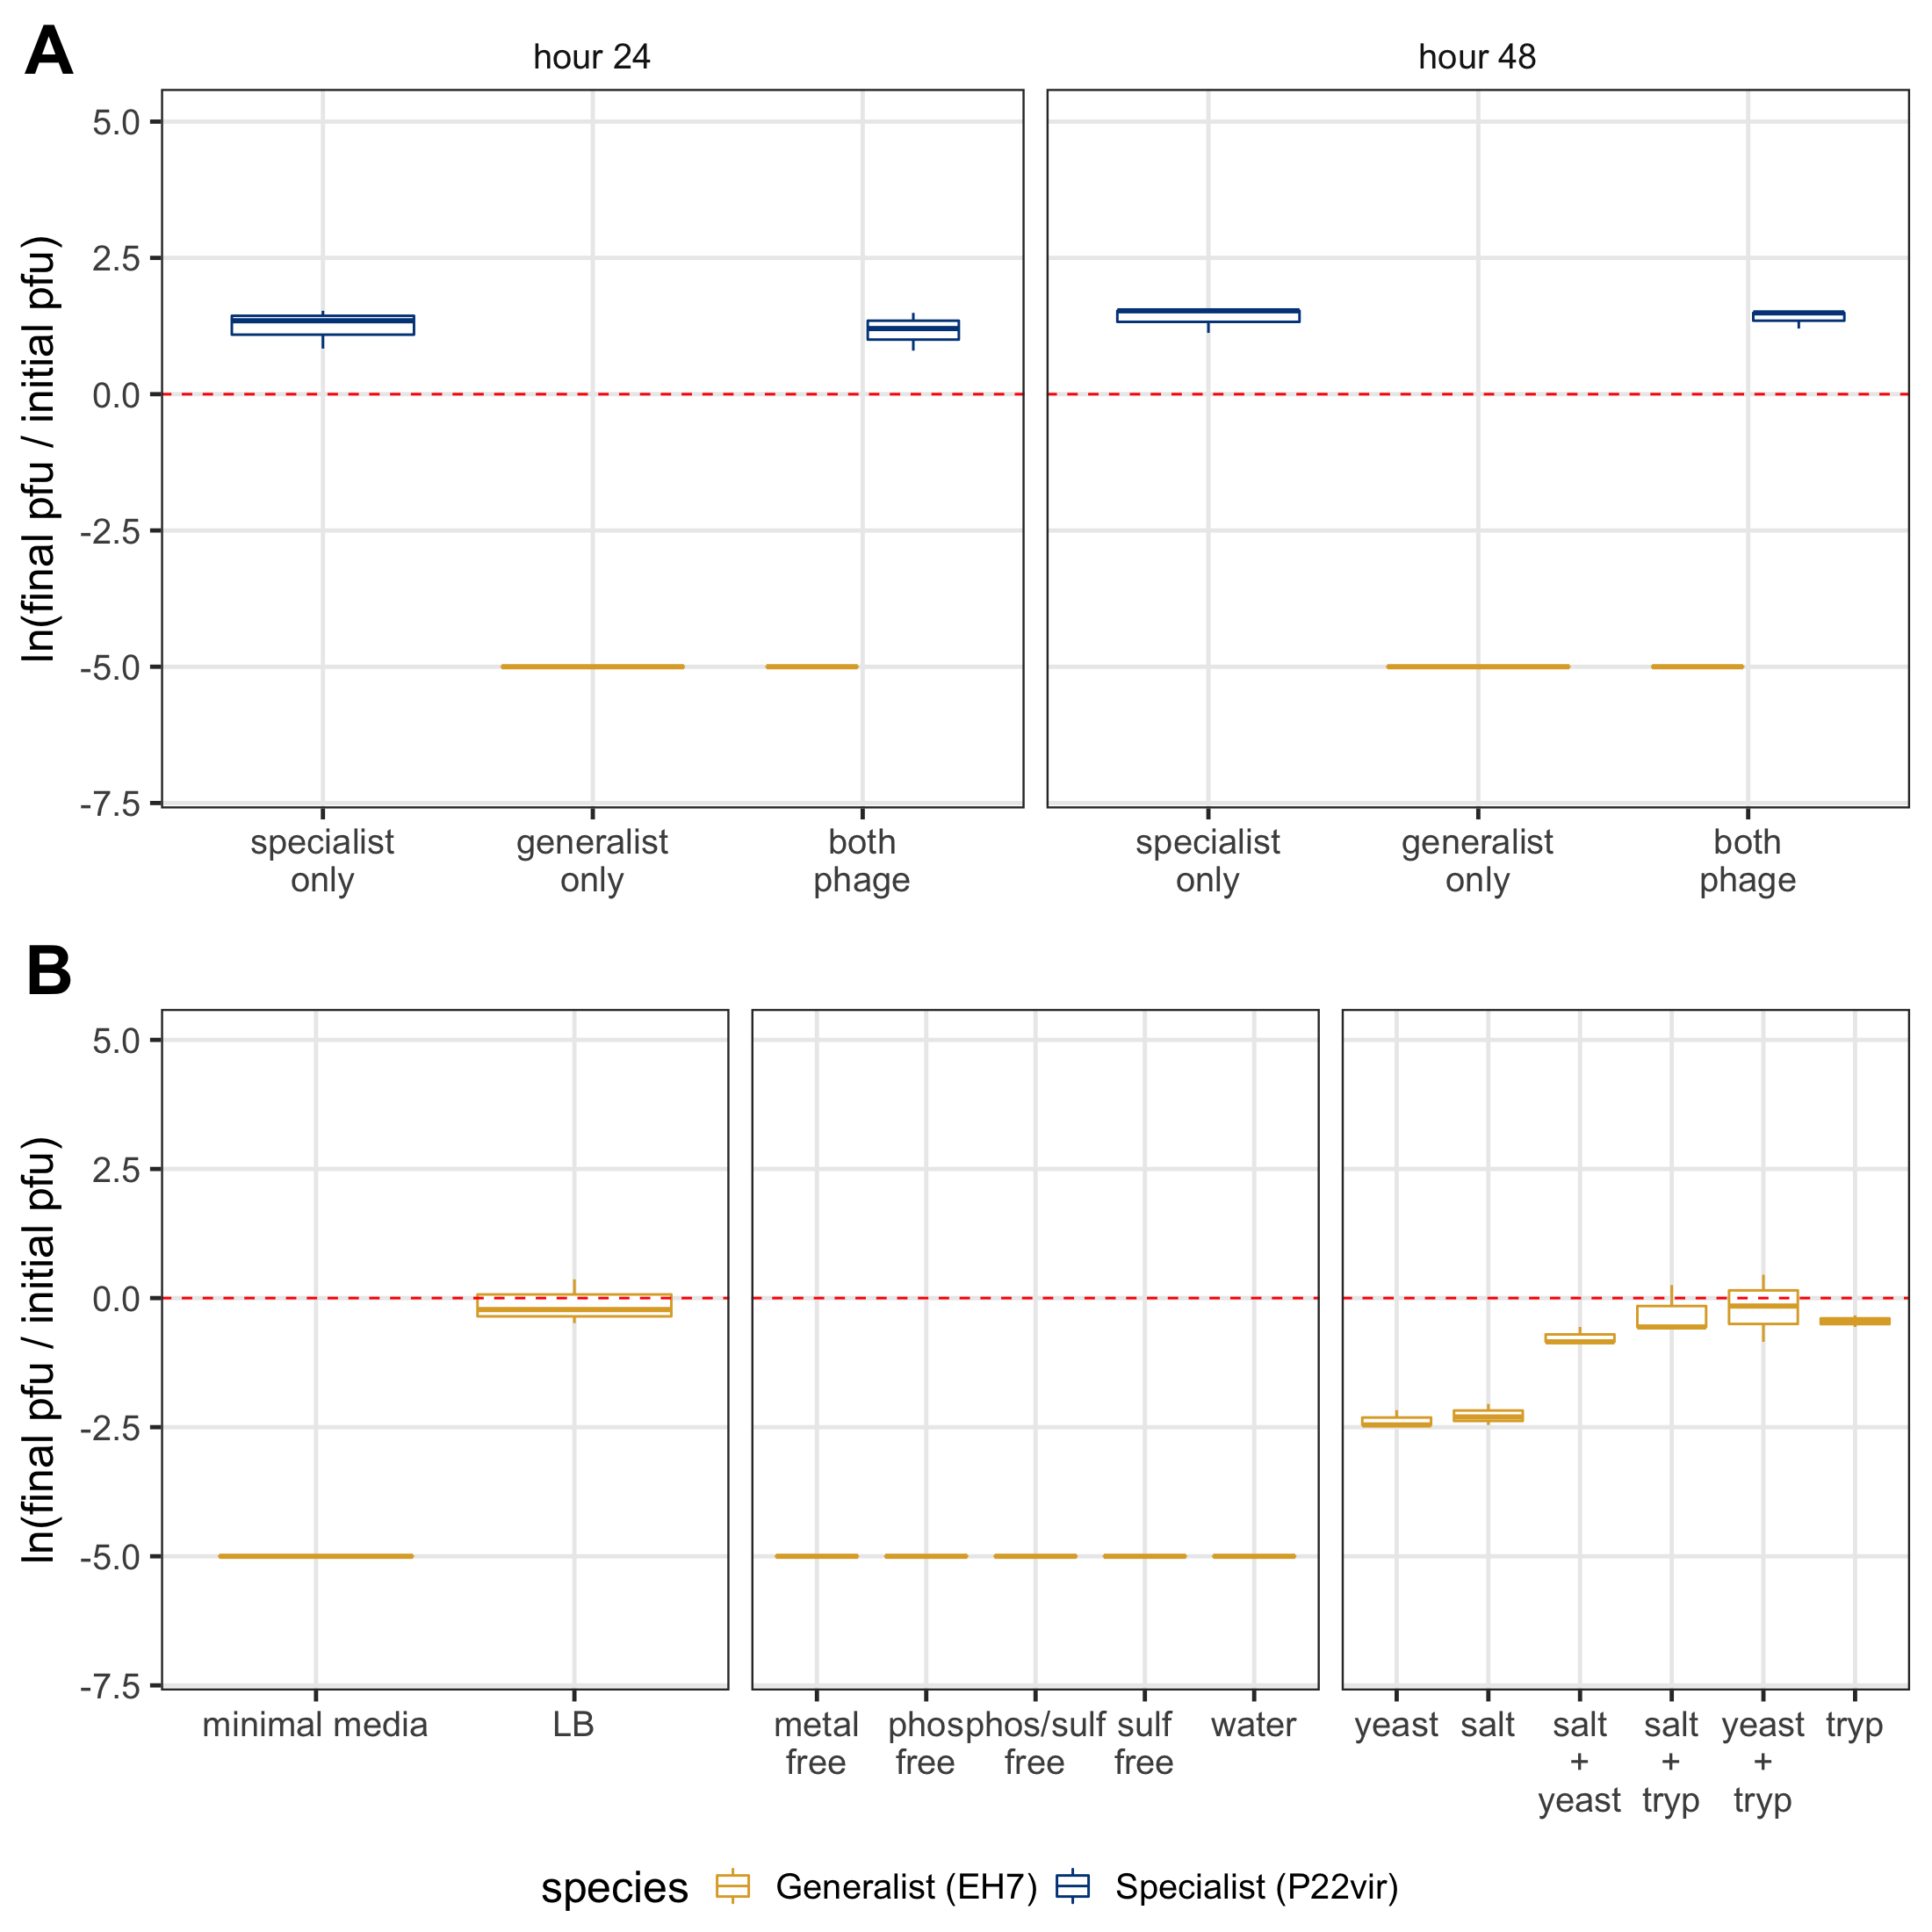 A
hour 24
hour 48
ln(final pfu / initial pfu)
5.0
2.5
0.0
-2.5
-5.0
-7.5
specialist only
generalist only
both phage
specialist only
generalist only
both phage
B
ln(final pfu / initial pfu)
5.0
2.5
0.0
-2.5
-5.0
-7.5
minimal media
LB
metal free
phos free
phos/sulf free
sulf free
water
yeast
salt
salt + yeast
salt + tryp
yeast + tryp
tryp
species
Generalist (EH7)
Specialist (P22vir)